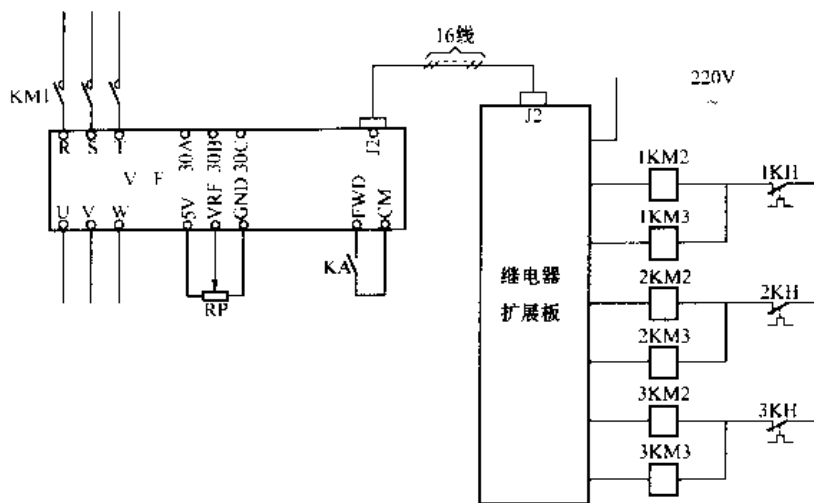 16线
220V
~
KM1
J2
R S T 30A 30B 30C J2
1KM2
1KH
V F
U V W 5V VRF GND FWD CM
1KM3
KA
继电器
扩展板
2KM2
2KH
RP
2KM3
3KM2
3KH
3KM3